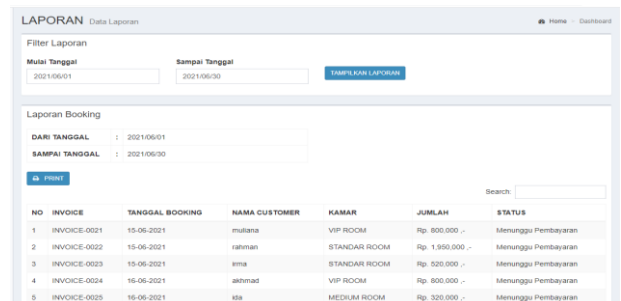 LAPORAN Data Laporan
Home - Dashboard
Filter Laporan
Mulai Tanggal Sampai Tanggal
2021/06/01 2021/06/30 TAMPILKAN LAPORAN
Laporan Booking
DARI TANGGAL : 2021/06/01
SAMPAI TANGGAL : 2021/06/30
PRINT
Search:
NO INVOICE TANGGAL BOOKING NAMA CUSTOMER KAMAR JUMLAH STATUS
1 INVOICE-0021 15-06-2021 muliana VIP ROOM Rp. 800,000 ,- Menunggu Pembayaran
2 INVOICE-0022 15-06-2021 rahman STANDAR ROOM Rp. 1,950,000 ,- Menunggu Pembayaran
3 INVOICE-0023 15-06-2021 irma STANDAR ROOM Rp. 520,000 ,- Menunggu Pembayaran
4 INVOICE-0024 16-06-2021 akhmad VIP ROOM Rp. 800,000 ,- Menunggu Pembayaran
5 INVOICE-0025 16-06-2021 ida MEDIUM ROOM Rp. 320,000 ,- Menunggu Pembayaran